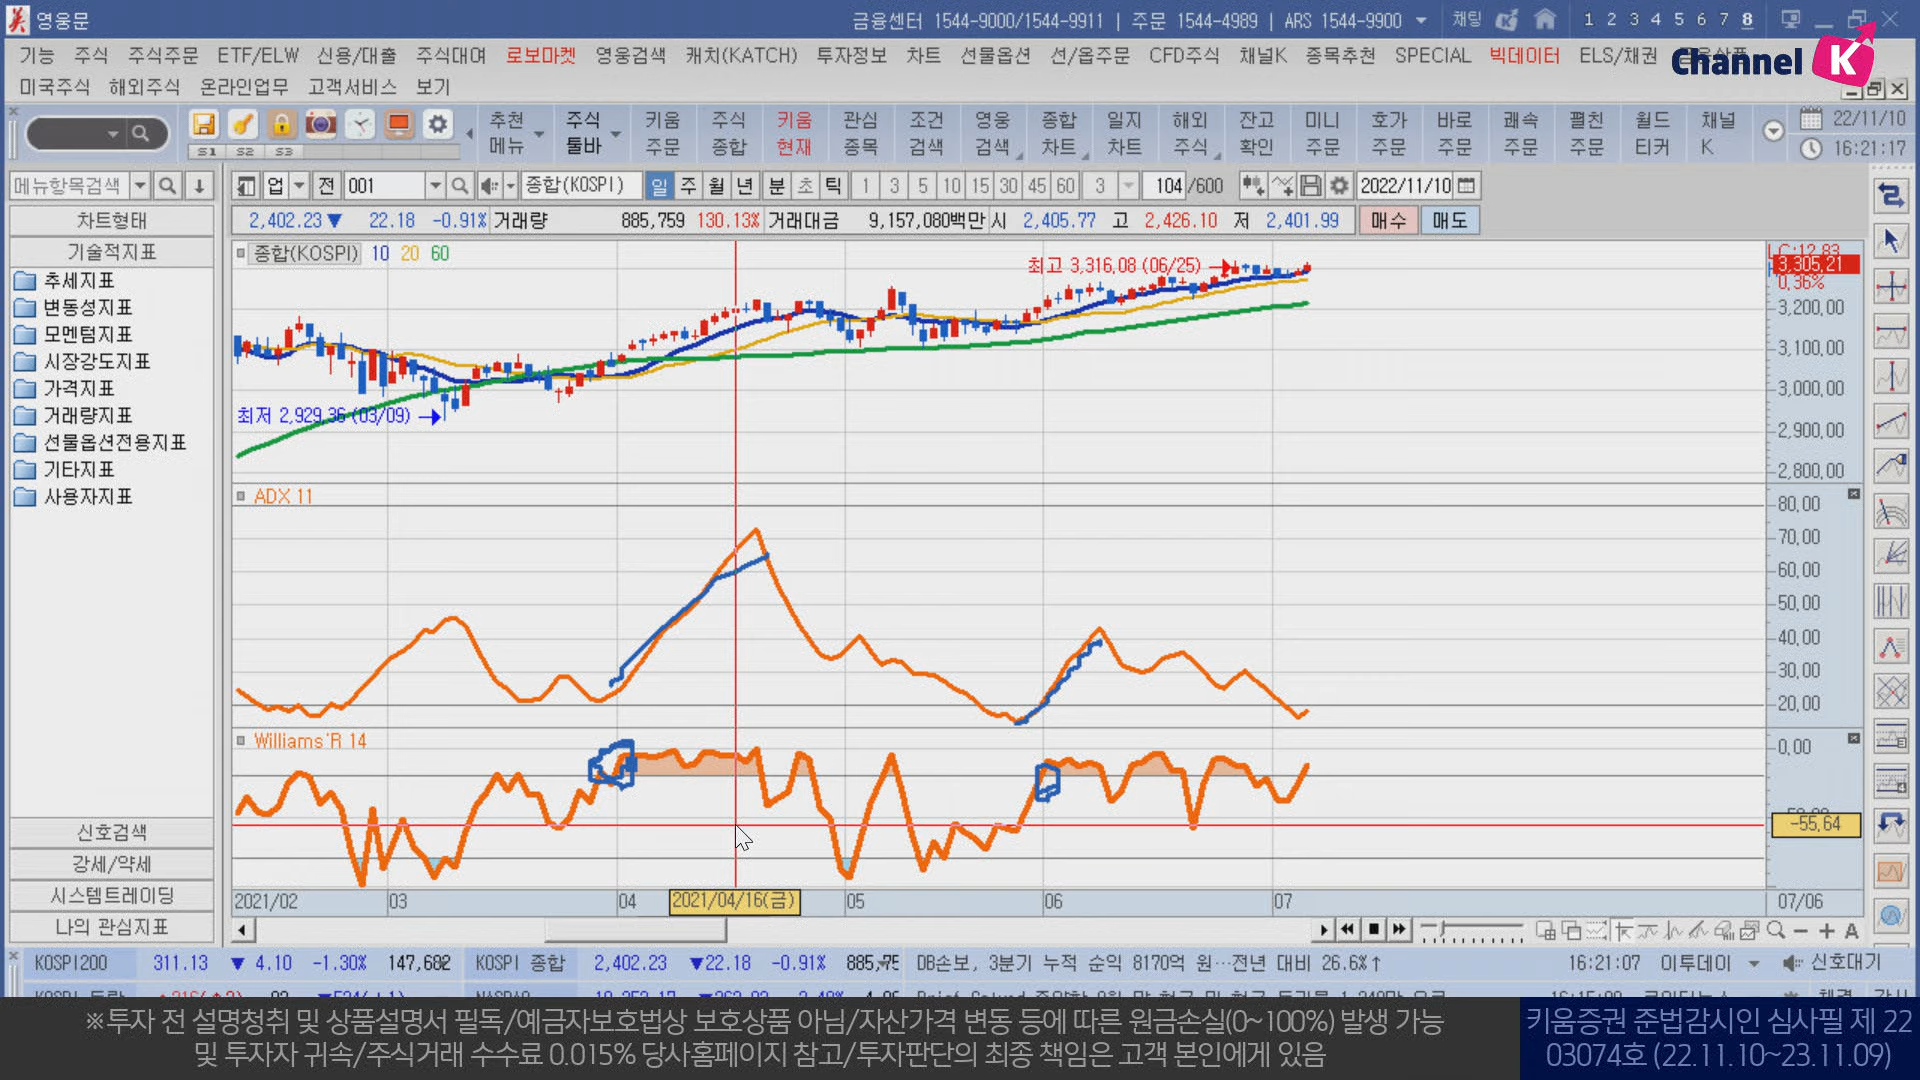 영웅문
금융센터 1544-9000/1544-9911 | 주문 1544-4989 | ARS 1544-9900 채팅 1 2 3 4 5 6 7 8
기능 주식 주식주문 ETF/ELW 신용/대출 주식대여 로보마켓 영웅검색 캐치(KATCH) 투자정보 차트 선물옵션 선/옵주문 CFD주식 채널K 종목추천 SPECIAL 빅데이터 ELS/채권
Channel K
미국주식 해외주식 온라인업무 고객서비스 보기
S1 S2 S3
추천 메뉴
주식 툴바
키움 주문
주식 종합
키움 현재
관심 종목
조건 검색
영웅 검색
종합 차트
일지 차트
해외 주식
잔고 확인
미니 주문
호가 주문
바로 주문
쾌속 주문
펼친 주문
월드 티커
채널 K
22/11/10
16:21:17
메뉴항목검색
업 전 001 종합(KOSPI) 일 주 월 년 분 초 틱 1 3 5 10 15 30 45 60 3 104 /600 2022/11/10
2,402.23 ▼ 22.18 -0.91% 거래량 885,759 130.13% 거래대금 9,157,080백만 시 2,405.77 고 2,426.10 저 2,401.99 매수 매도
차트형태
기술적지표
추세지표
변동성지표
모멘텀지표
시장강도지표
가격지표
거래량지표
선물옵션전용지표
기타지표
사용자지표
신호검색
강세/약세
시스템트레이딩
나의 관심지표
종합(KOSPI) 10 20 60
최고 3,316.08 (06/25)
최저 2,929.36 (03/09)
LC:12.83
3,305.21
0.36%
3,200.00
3,100.00
3,000.00
2,900.00
2,800.00
ADX 11
80.00
70.00
60.00
50.00
40.00
30.00
20.00
Williams'R 14
0.00
-55.64
2021/02 03 04 2021/04/16(금) 05 06 07 07/06
KOSPI200 311.13 ▼ 4.10 -1.30% 147,682 KOSPI 종합 2,402.23 ▼22.18 -0.91% DB손보, 3분기 누적 순익 8170억 원…전년 대비 26.6%↑ 16:21:07 이투데이 신호대기
※투자 전 설명청취 및 상품설명서 필독/예금자보호법상 보호상품 아님/자산가격 변동 등에 따른 원금손실(0~100%) 발생 가능
및 투자자 귀속/주식거래 수수료 0.015% 당사홈페이지 참고/투자판단의 최종 책임은 고객 본인에게 있음
키움증권 준법감시인 심사필 제 22
03074호 (22.11.10~23.11.09)